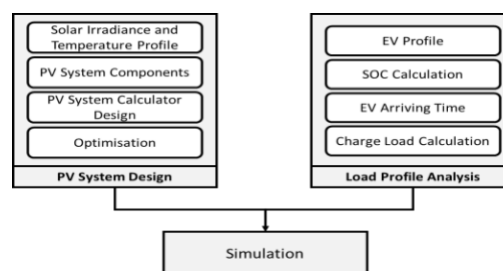 Solar Irradiance and
Temperature Profile
PV System Components
PV System Calculator
Design
Optimisation
PV System Design
EV Profile
SOC Calculation
EV Arriving Time
Charge Load Calculation
Load Profile Analysis
Simulation